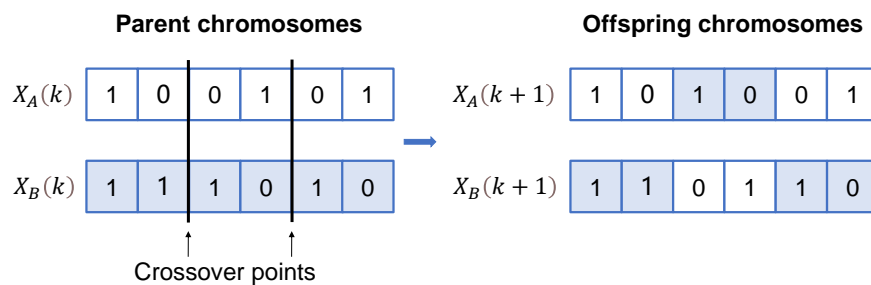 Parent chromosomes
Offspring chromosomes
X_A(k) 1 0 0 1 0 1
X_A(k + 1) 1 0 1 0 0 1
X_B(k) 1 1 1 0 1 0
X_B(k + 1) 1 1 0 1 1 0
Crossover points